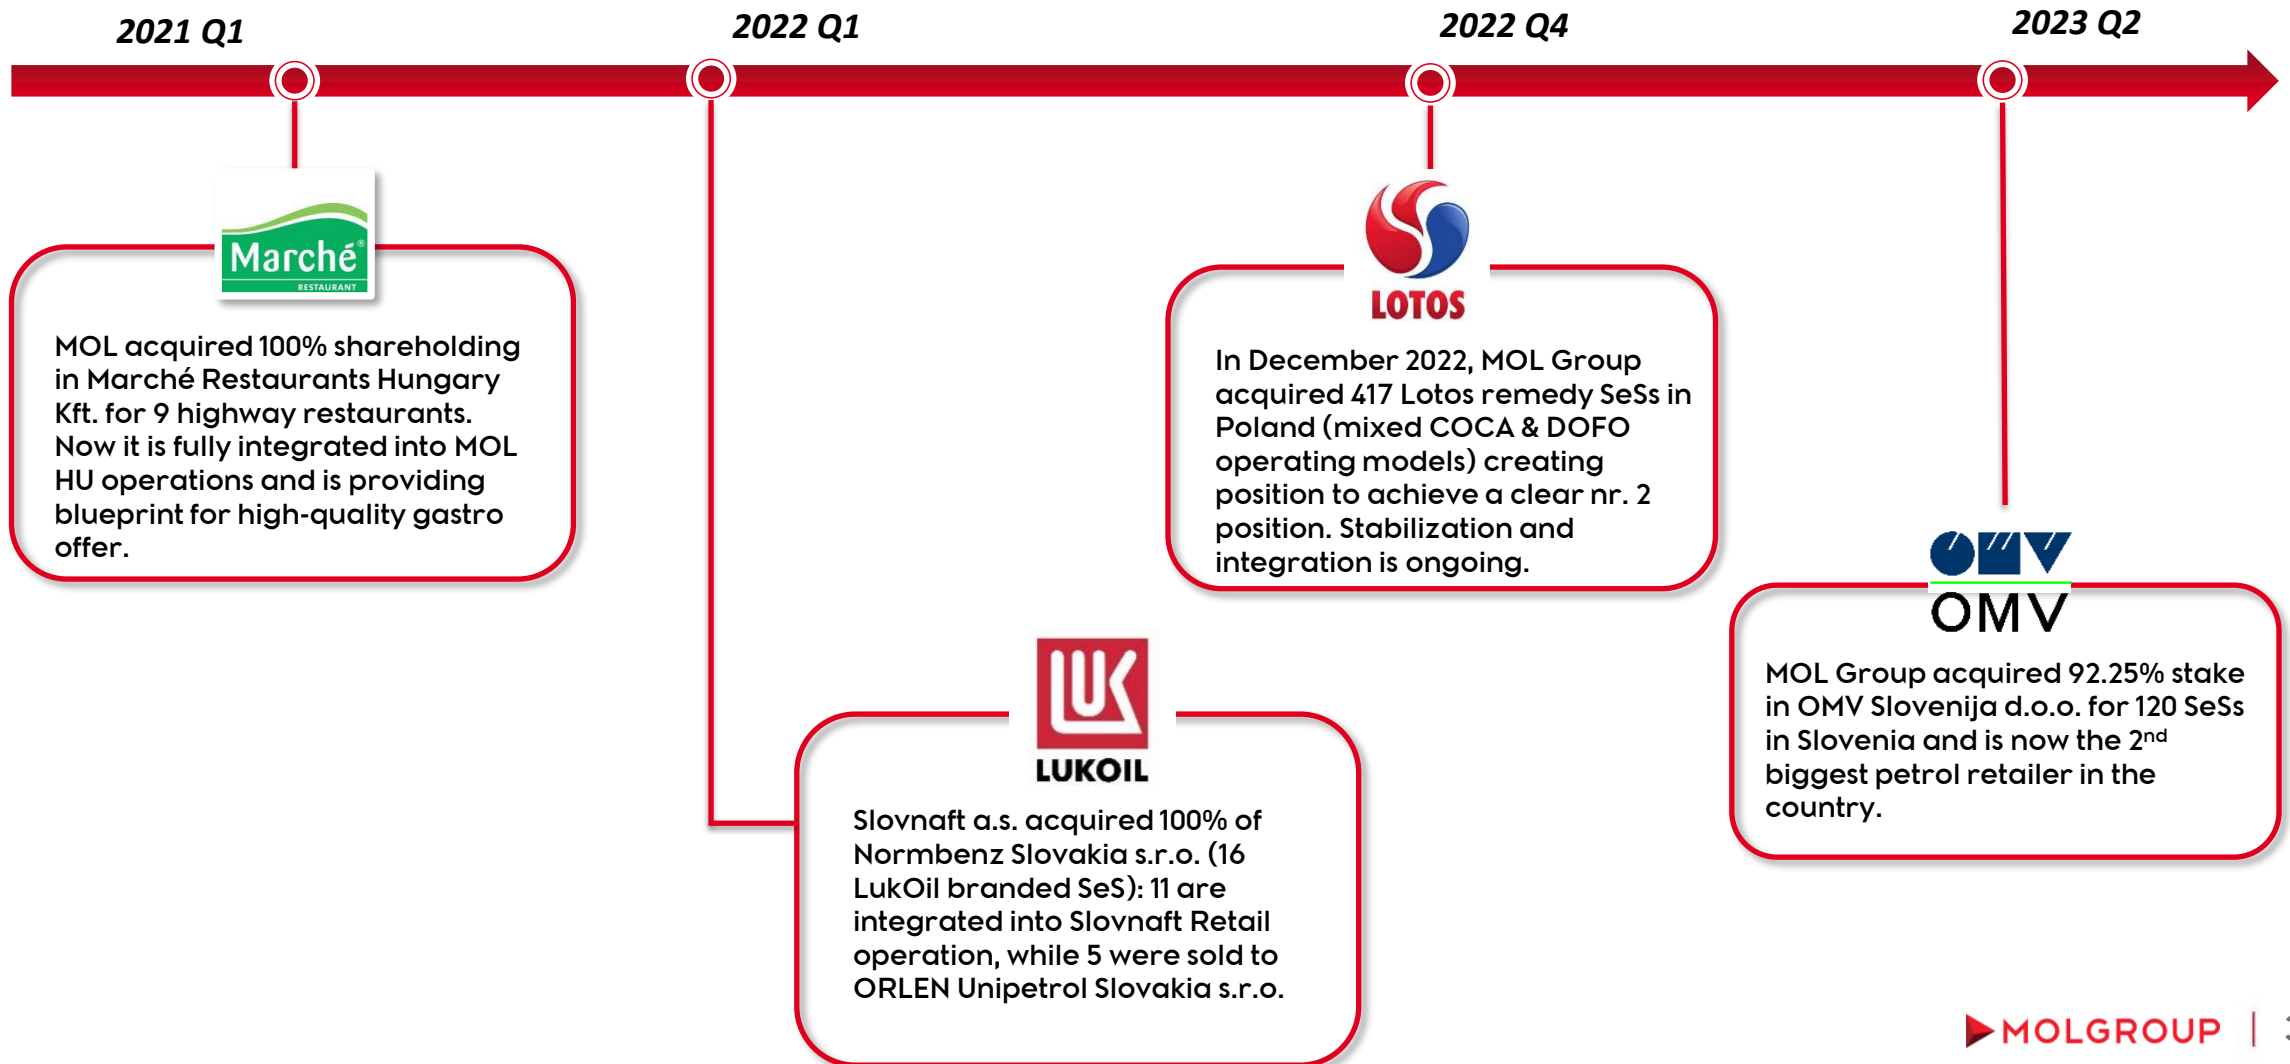 2021 Q1
2022 Q1
2022 Q4
2023 Q2
Marché®
RESTAURANT
MOL acquired 100% shareholding
in Marché Restaurants Hungary
Kft. for 9 highway restaurants.
Now it is fully integrated into MOL
HU operations and is providing
blueprint for high-quality gastro
offer.
LUK
LUKOIL
Slovnaft a.s. acquired 100% of
Normbenz Slovakia s.r.o. (16
LukOil branded SeS): 11 are
integrated into Slovnaft Retail
operation, while 5 were sold to
ORLEN Unipetrol Slovakia s.r.o.
LOTOS
In December 2022, MOL Group
acquired 417 Lotos remedy SeSs in
Poland (mixed COCA & DOFO
operating models) creating
position to achieve a clear nr. 2
position. Stabilization and
integration is ongoing.
OMV
OMV
MOL Group acquired 92.25% stake
in OMV Slovenija d.o.o. for 120 SeSs
in Slovenia and is now the 2nd
biggest petrol retailer in the
country.
MOLGROUP |